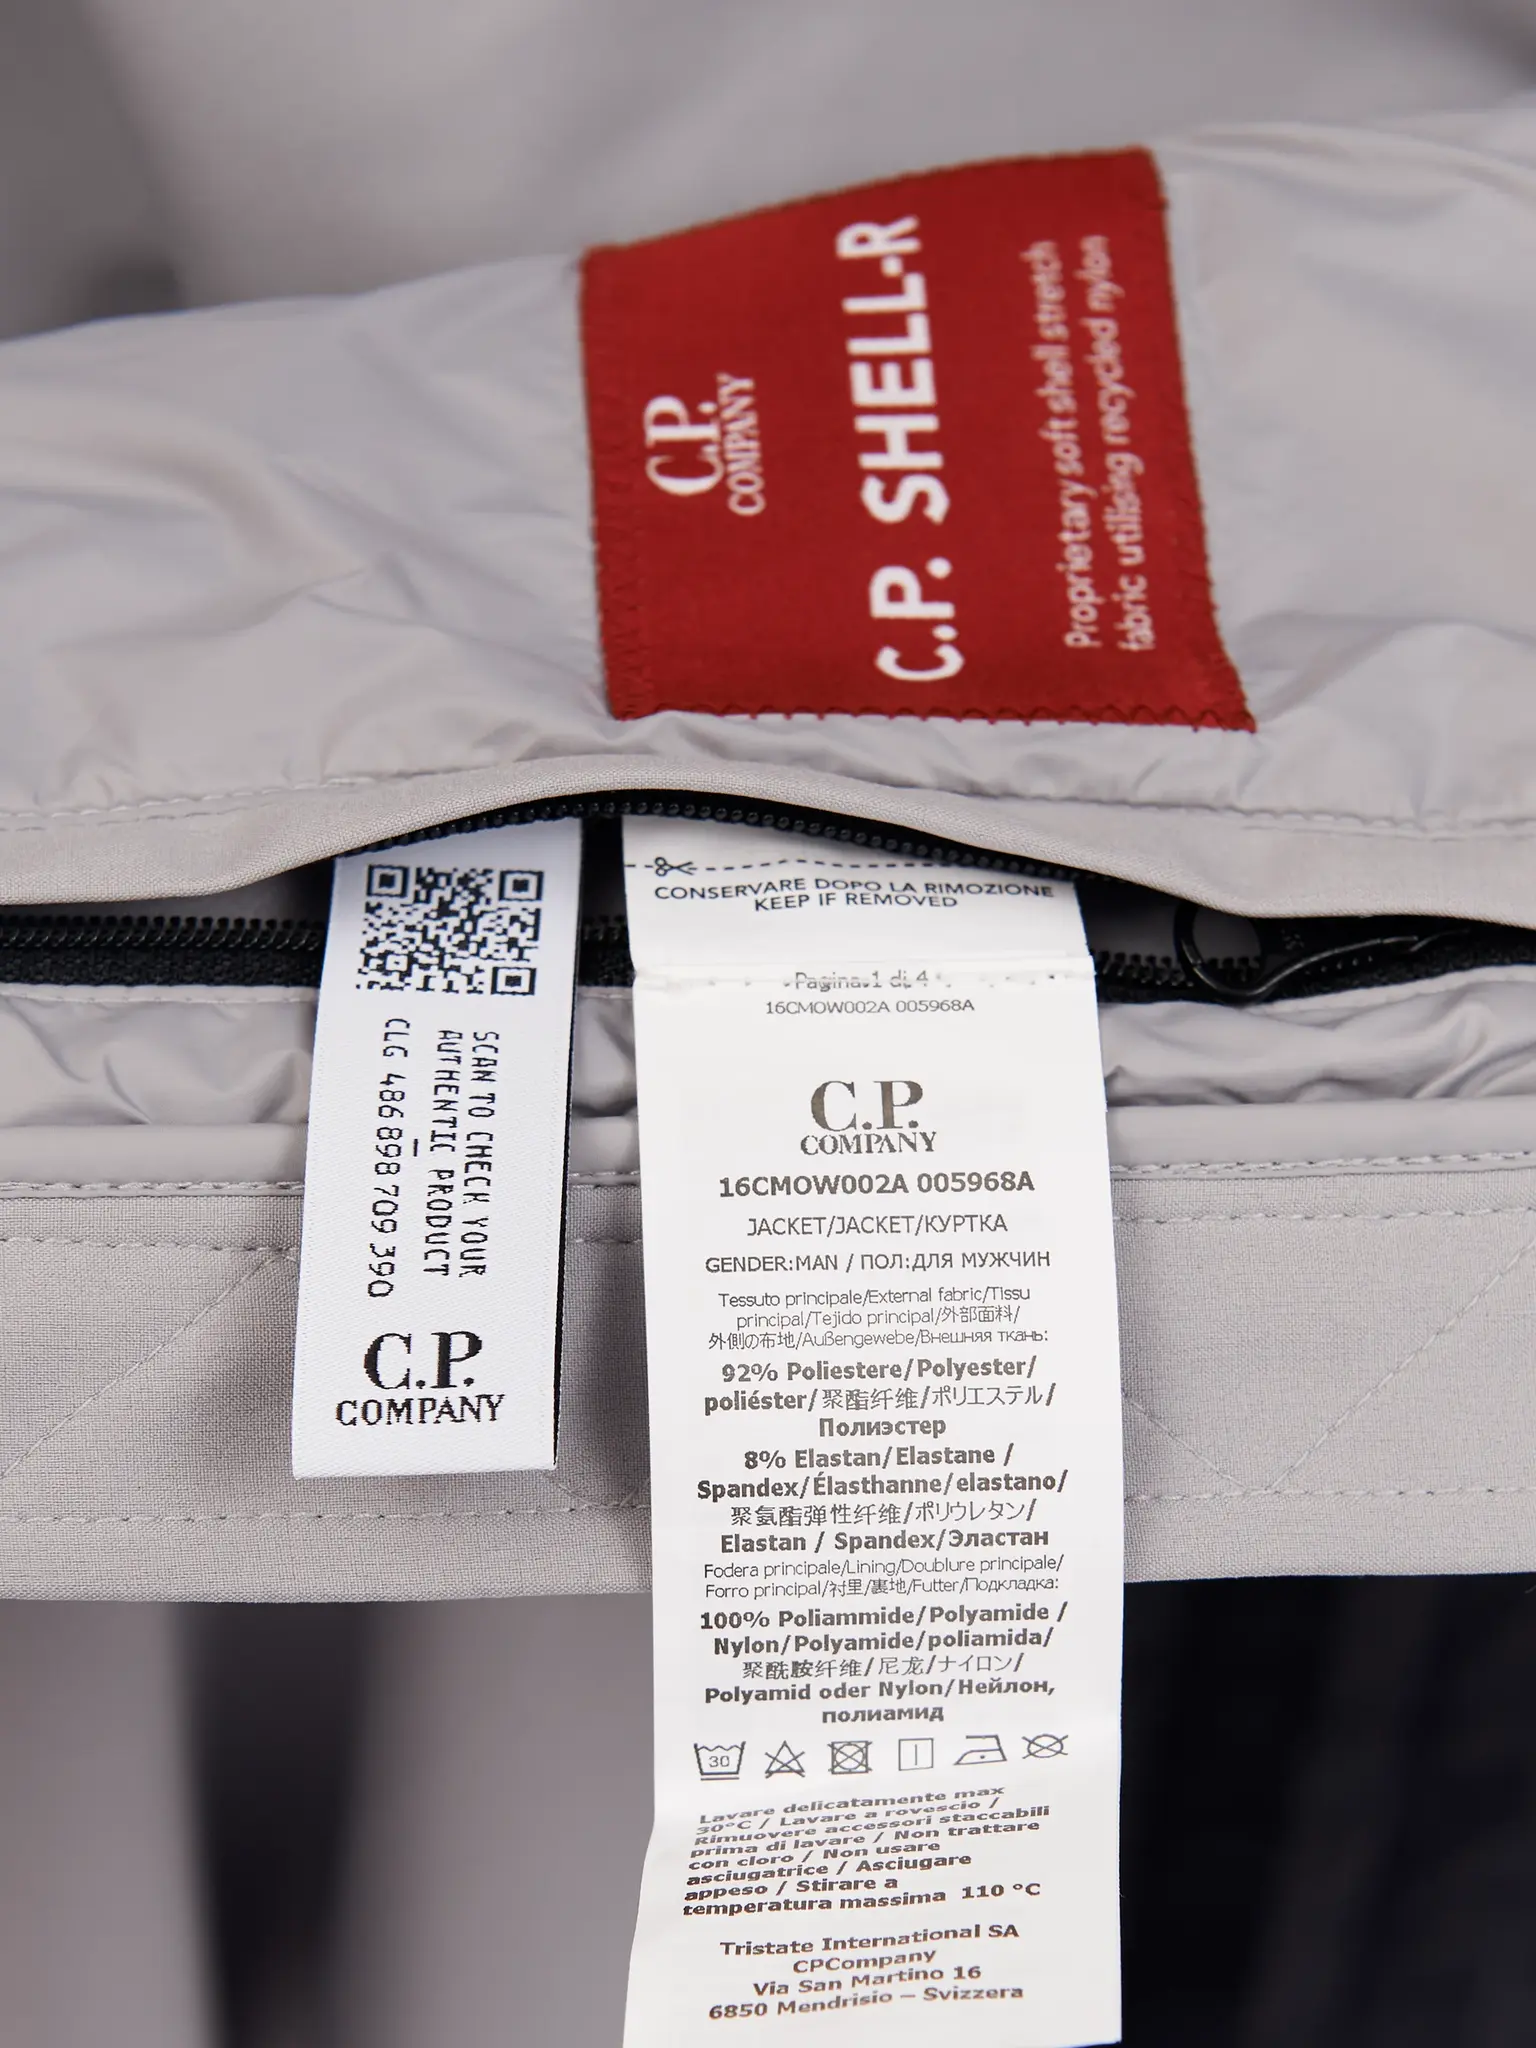 C.P.
COMPANY
C.P. SHELL-R
Proprietary soft shell stretch
fabric utilising recycled nylon
SCAN TO CHECK YOUR
AUTHENTIC PRODUCT
CLG 486 898 709 390
C.P.
COMPANY
CONSERVARE DOPO LA RIMOZIONE
KEEP IF REMOVED
Pagina 1 di 4
16CMOW002A 005968A
C.P.
COMPANY
16CMOW002A 005968A
JACKET/JACKET/КУРТКА
GENDER:MAN / ПОЛ:ДЛЯ МУЖЧИН
Tessuto principale/External fabric/Tissu
principal/Tejido principal/外部面料/
外側の布地/Außengewebe/Внешняя ткань:
92% Poliestere/Polyester/
poliéster/聚酯纤维/ポリエステル/
Полиэстер
8% Elastan/Elastane /
Spandex/Élasthanne/elastano/
聚氨酯弹性纤维/ポリウレタン/
Elastan / Spandex/Эластан
Fodera principale/Lining/Doublure principale/
Forro principal/衬里/裏地/Futter/Подкладка:
100% Poliammide/Polyamide /
Nylon/Polyamide/poliamida/
聚酰胺纤维/尼龙/ナイロン/
Polyamid oder Nylon/Нейлон,
полиамид
30
Lavare delicatamente max
30°C / Lavare a rovescio /
Rimuovere accessori staccabili
prima di lavare / Non trattare
con cloro / Non usare
asciugatrice / Asciugare
appeso / Stirare a
temperatura massima 110 °C
Tristate International SA
CPCompany
Via San Martino 16
6850 Mendrisio – Svizzera